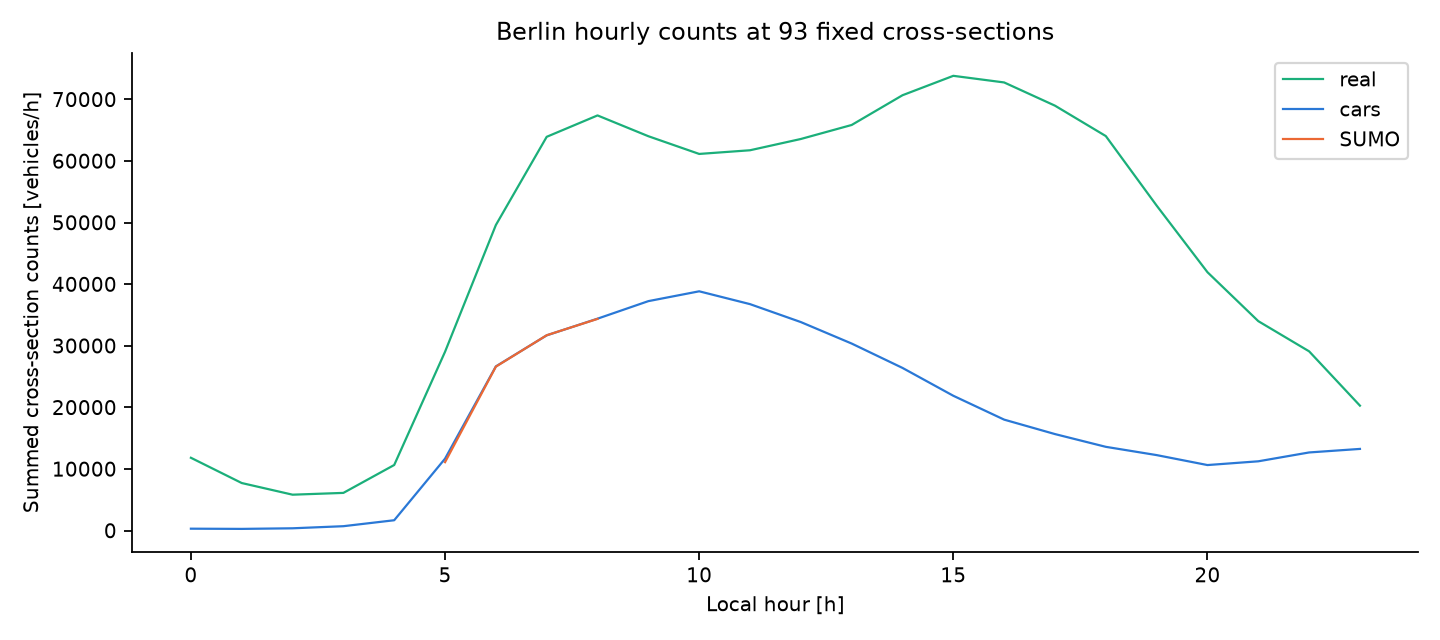 Berlin hourly counts at 93 fixed cross-sections
real
cars
SUMO
Summed cross-section counts [vehicles/h]
70000
60000
50000
40000
30000
20000
10000
0
0 5 10 15 20
Local hour [h]